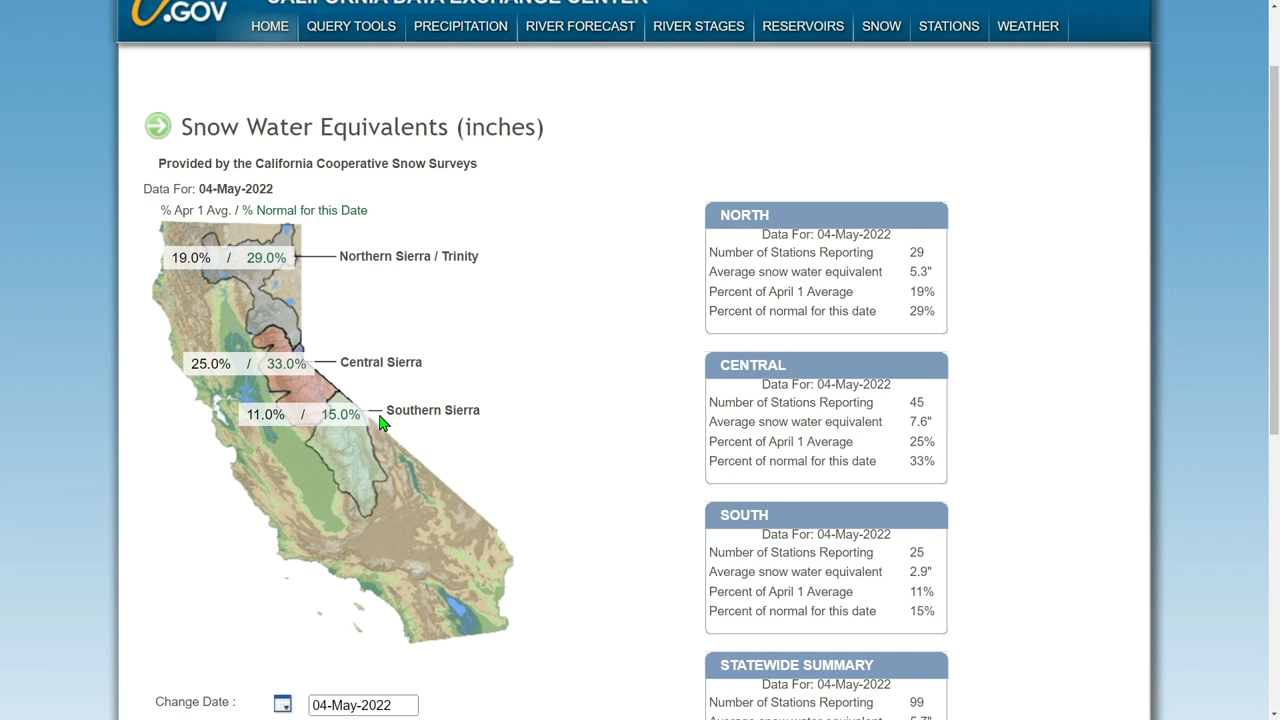 .GOV
CALIFORNIA DATA EXCHANGE CENTER
HOME QUERY TOOLS PRECIPITATION RIVER FORECAST RIVER STAGES RESERVOIRS SNOW STATIONS WEATHER
Snow Water Equivalents (inches)
Provided by the California Cooperative Snow Surveys
Data For: 04-May-2022
% Apr 1 Avg. / % Normal for this Date
19.0% / 29.0% Northern Sierra / Trinity
25.0% / 33.0% Central Sierra
11.0% / 15.0% Southern Sierra
Change Date : 04-May-2022
NORTH
Data For: 04-May-2022
Number of Stations Reporting 29
Average snow water equivalent 5.3"
Percent of April 1 Average 19%
Percent of normal for this date 29%
CENTRAL
Data For: 04-May-2022
Number of Stations Reporting 45
Average snow water equivalent 7.6"
Percent of April 1 Average 25%
Percent of normal for this date 33%
SOUTH
Data For: 04-May-2022
Number of Stations Reporting 25
Average snow water equivalent 2.9"
Percent of April 1 Average 11%
Percent of normal for this date 15%
STATEWIDE SUMMARY
Data For: 04-May-2022
Number of Stations Reporting 99
Average snow water equivalent